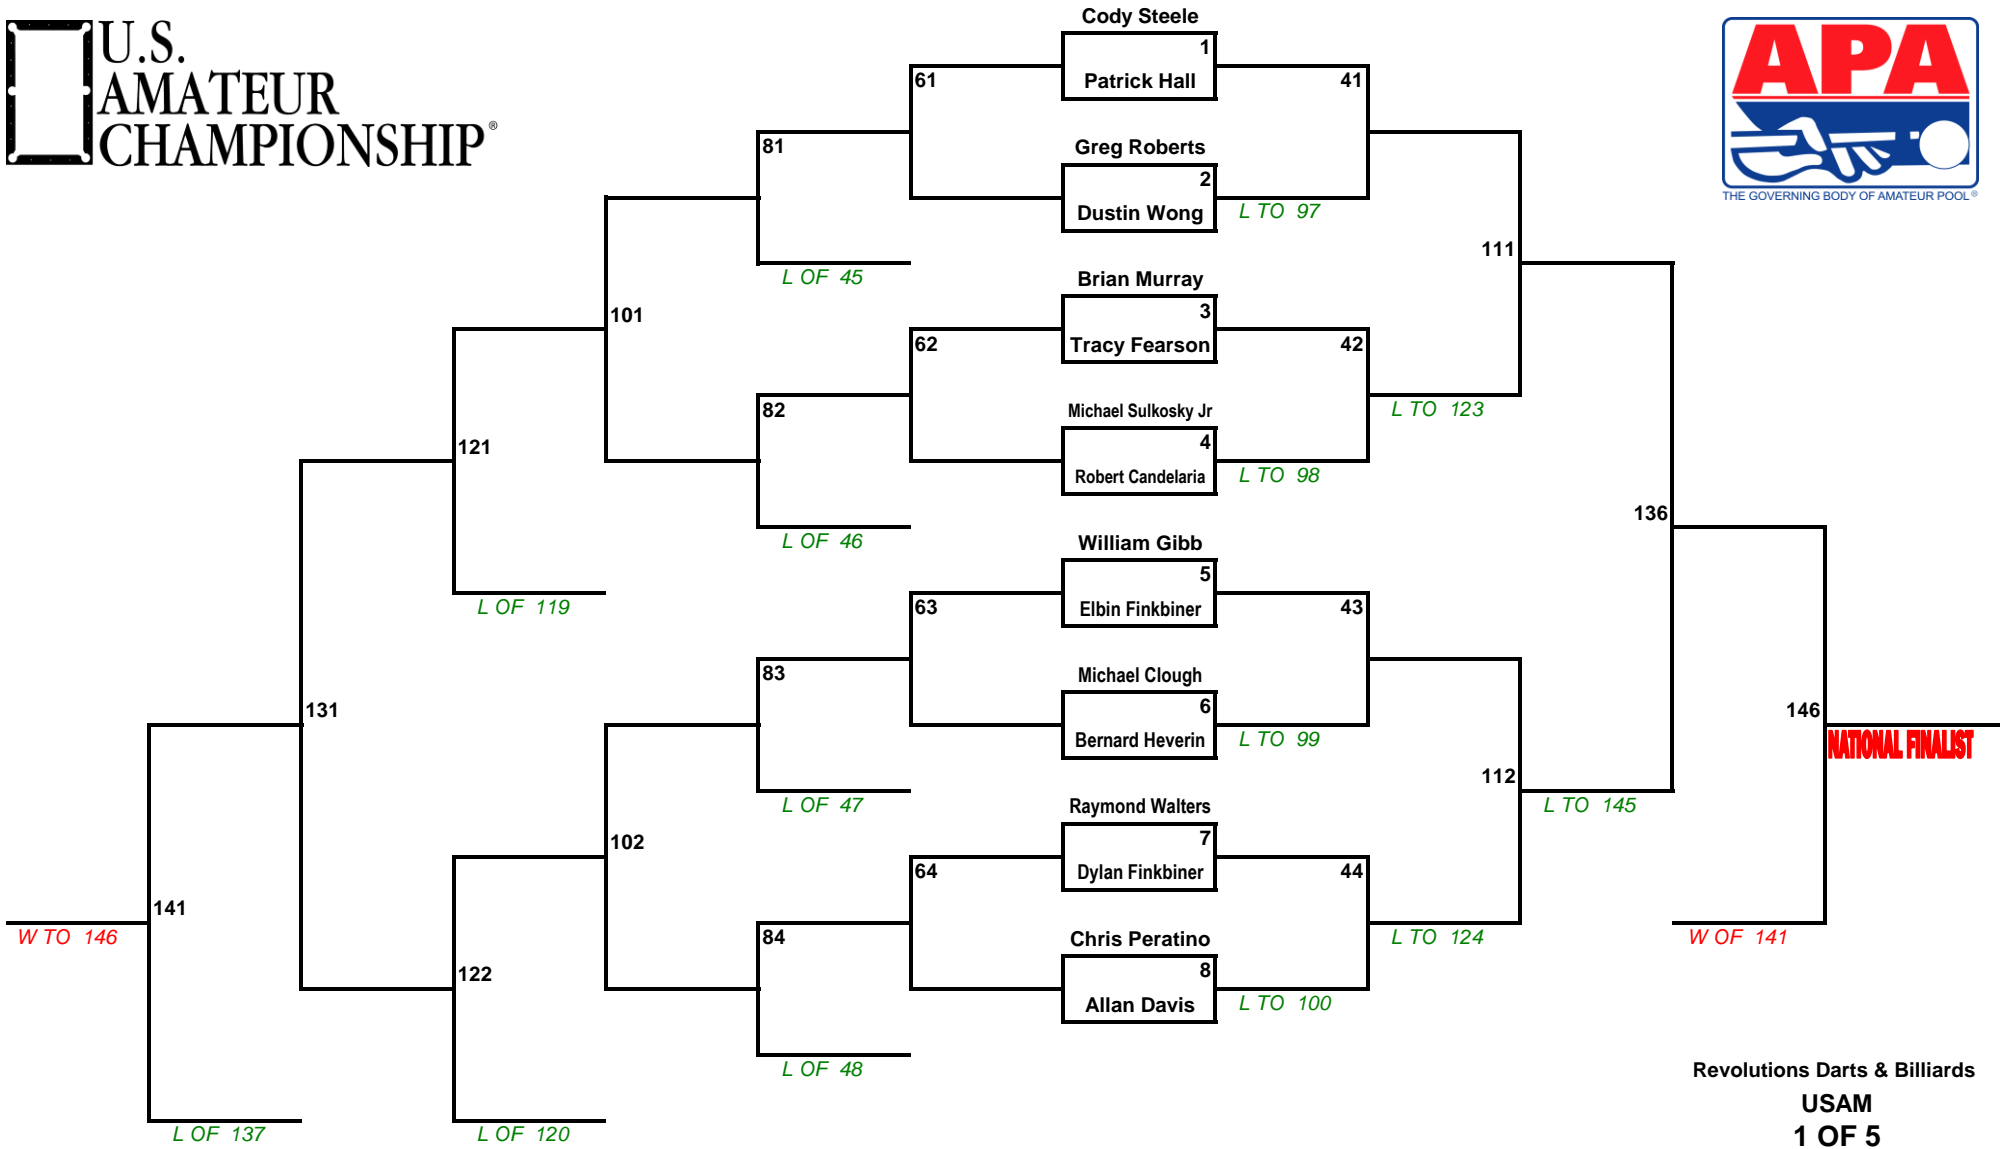 U.S.
AMATEUR
CHAMPIONSHIP®
APA
THE GOVERNING BODY OF AMATEUR POOL®
Cody Steele
1
Patrick Hall
61
41
81
Greg Roberts
2
Dustin Wong
L TO 97
111
L OF 45
Brian Murray
3
Tracy Fearson
101
62
42
82
Michael Sulkosky Jr
L TO 123
4
Robert Candelaria
121
L TO 98
136
L OF 46
William Gibb
5
Elbin Finkbiner
L OF 119
63
43
83
Michael Clough
6
Bernard Heverin
131
L TO 99
146
NATIONAL FINALIST
112
L OF 47
Raymond Walters
L TO 145
7
Dylan Finkbiner
102
64
44
141
W TO 146
84
Chris Peratino
L TO 124
W OF 141
122
8
Allan Davis
L TO 100
L OF 48
L OF 137
L OF 120
Revolutions Darts & Billiards
USAM
1 OF 5